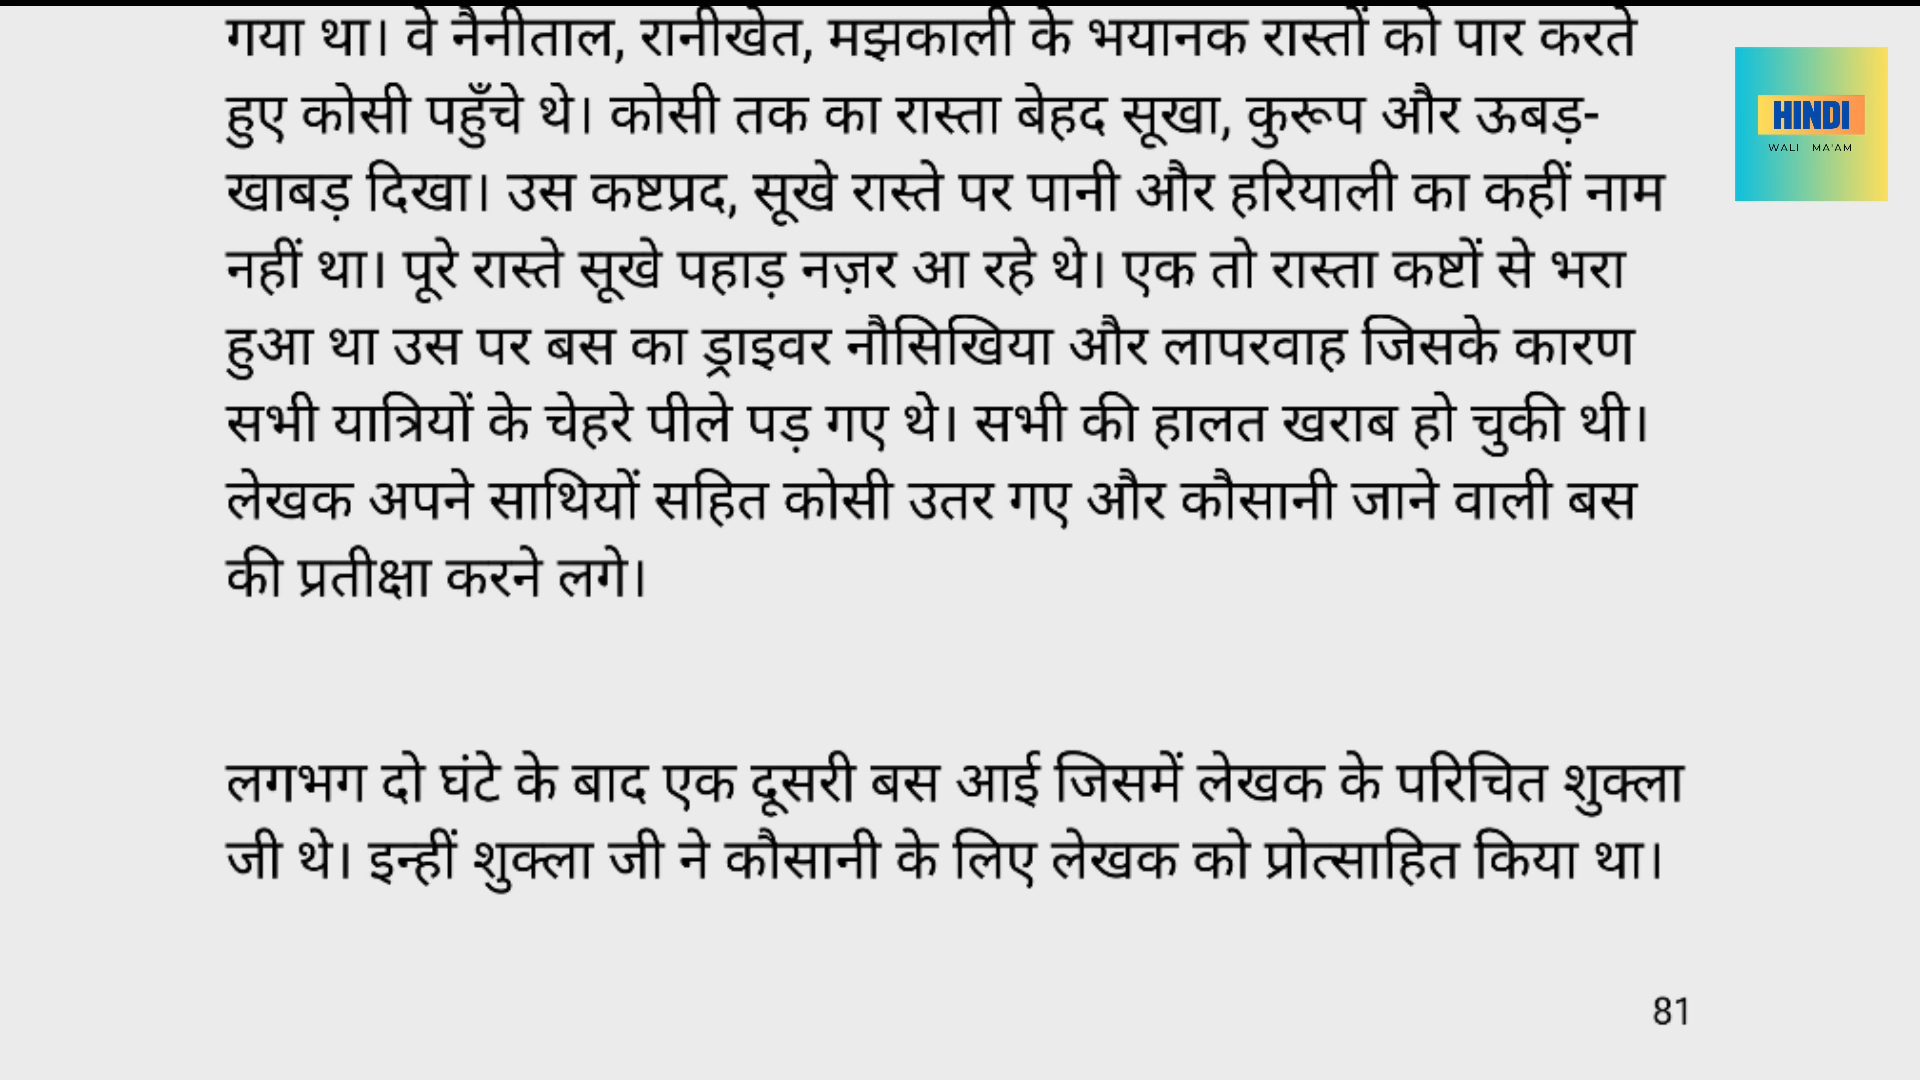 गया था। वे नैनीताल, रानीखेत, मझकाली के भयानक रास्तों को पार करते
हुए कोसी पहुँचे थे। कोसी तक का रास्ता बेहद सूखा, कुरूप और ऊबड़-
खाबड़ दिखा। उस कष्टप्रद, सूखे रास्ते पर पानी और हरियाली का कहीं नाम
नहीं था। पूरे रास्ते सूखे पहाड़ नज़र आ रहे थे। एक तो रास्ता कष्टों से भरा
हुआ था उस पर बस का ड्राइवर नौसिखिया और लापरवाह जिसके कारण
सभी यात्रियों के चेहरे पीले पड़ गए थे। सभी की हालत खराब हो चुकी थी।
लेखक अपने साथियों सहित कोसी उतर गए और कौसानी जाने वाली बस
की प्रतीक्षा करने लगे।
लगभग दो घंटे के बाद एक दूसरी बस आई जिसमें लेखक के परिचित शुक्ला
जी थे। इन्हीं शुक्ला जी ने कौसानी के लिए लेखक को प्रोत्साहित किया था।
81
HINDI
WALI MA'AM